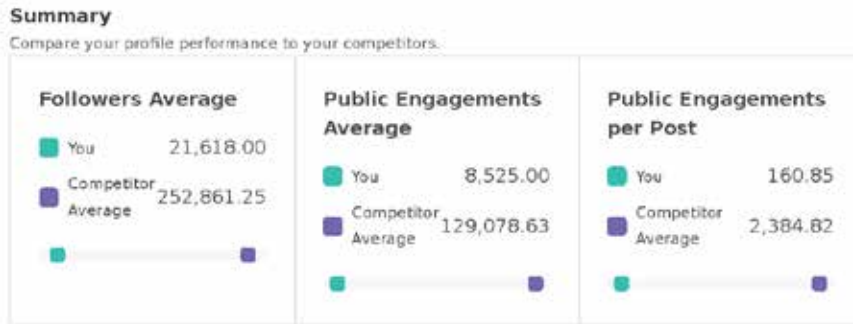 Summary
Compare your profile performance to your competitors.
Followers Average
You 21,618.00
Competitor
Average 252,861.25
Public Engagements
Average
You 8,525.00
Competitor
Average 129,078.63
Public Engagements
per Post
You 160.85
Competitor
Average 2,384.82